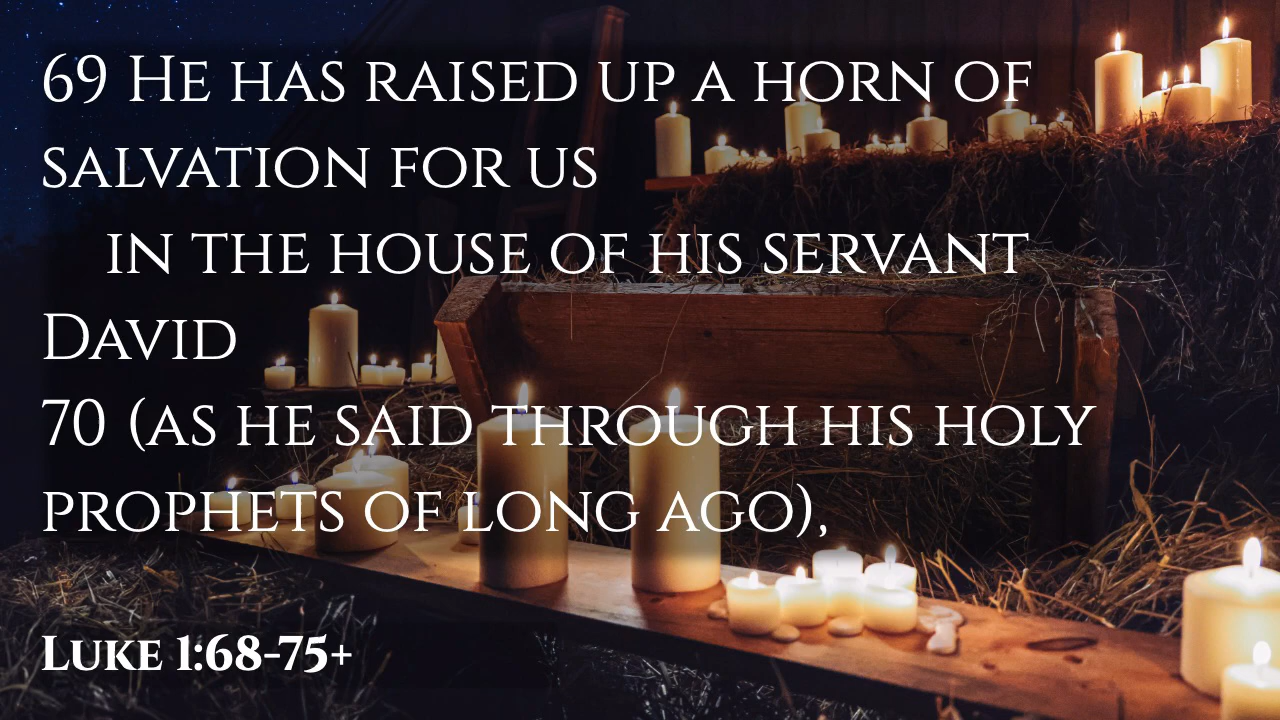 69 He has raised up a horn of
salvation for us
in the house of his servant
David
70 (as he said through his holy
prophets of long ago),
Luke 1:68-75+